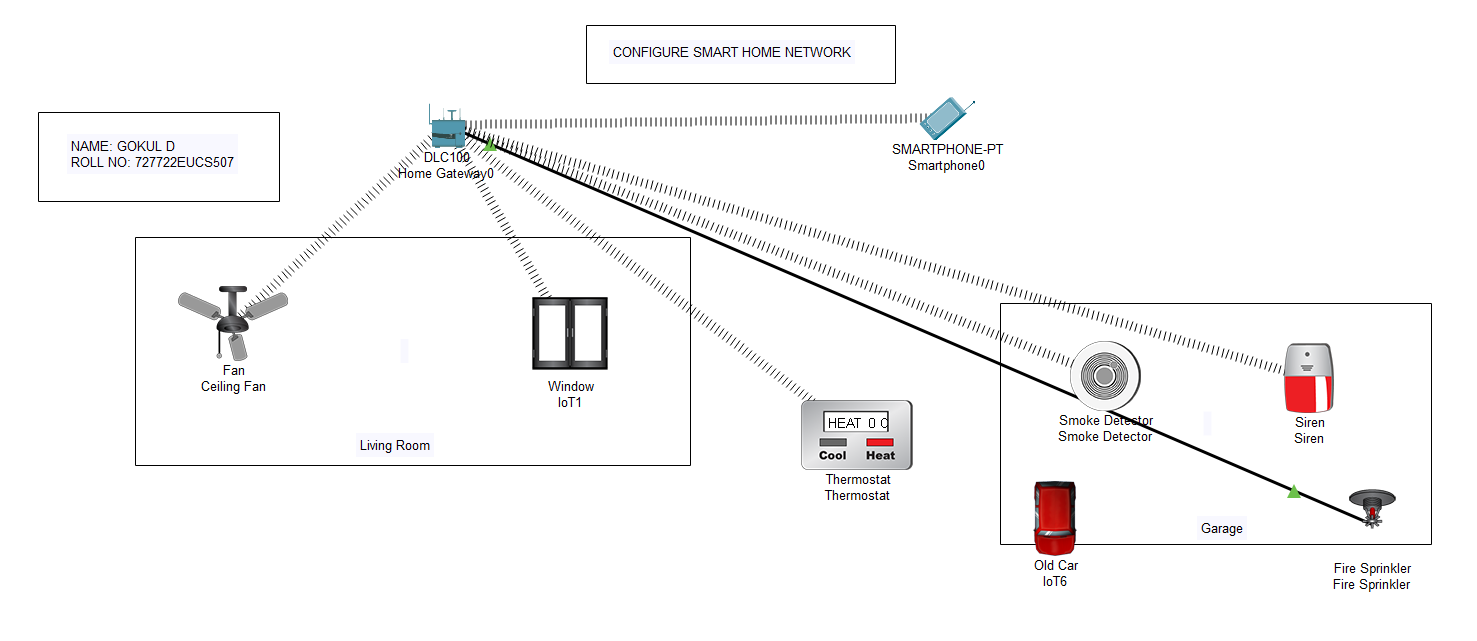 CONFIGURE SMART HOME NETWORK
NAME: GOKUL D
ROLL NO: 727722EUCS507
DLC100
Home Gateway0
SMARTPHONE-PT
Smartphone0
Fan
Ceiling Fan
Window
IoT1
Living Room
HEAT 0 C
Cool Heat
Thermostat
Thermostat
Smoke Detector
Smoke Detector
Siren
Siren
Garage
Old Car
IoT6
Fire Sprinkler
Fire Sprinkler